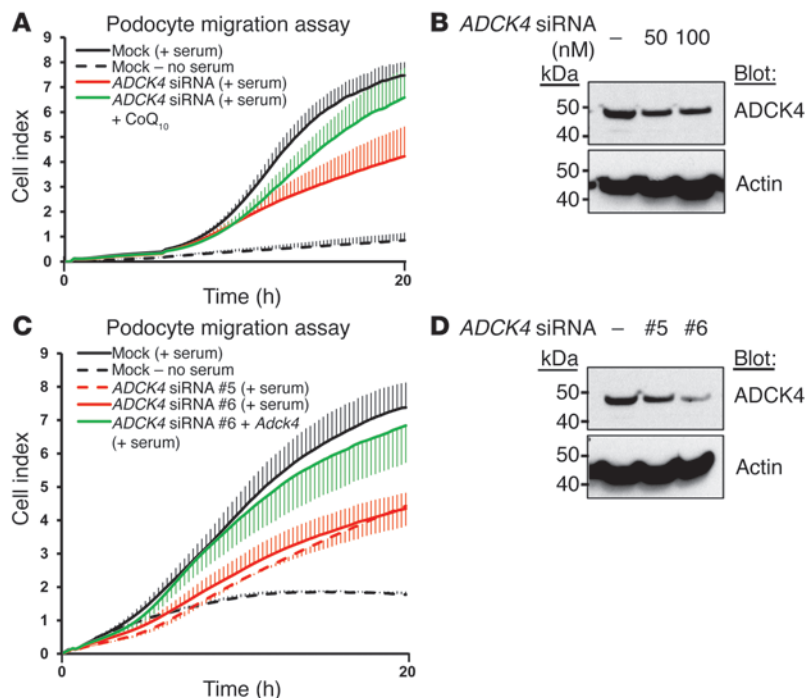 A Podocyte migration assay
9
8
7
6
5
4
3
2
1
0
Cell index
Mock (+ serum)
Mock – no serum
ADCK4 siRNA (+ serum)
ADCK4 siRNA (+ serum)
+ CoQ10
0 20
Time (h)
B ADCK4 siRNA
(nM) – 50 100
kDa Blot:
50
40
ADCK4
50
40
Actin
C Podocyte migration assay
9
8
7
6
5
4
3
2
1
0
Cell index
Mock (+ serum)
Mock – no serum
ADCK4 siRNA #5 (+ serum)
ADCK4 siRNA #6 (+ serum)
ADCK4 siRNA #6 + Adck4
(+ serum)
0 20
Time (h)
D ADCK4 siRNA – #5 #6
kDa Blot:
50
40
ADCK4
50
40
Actin